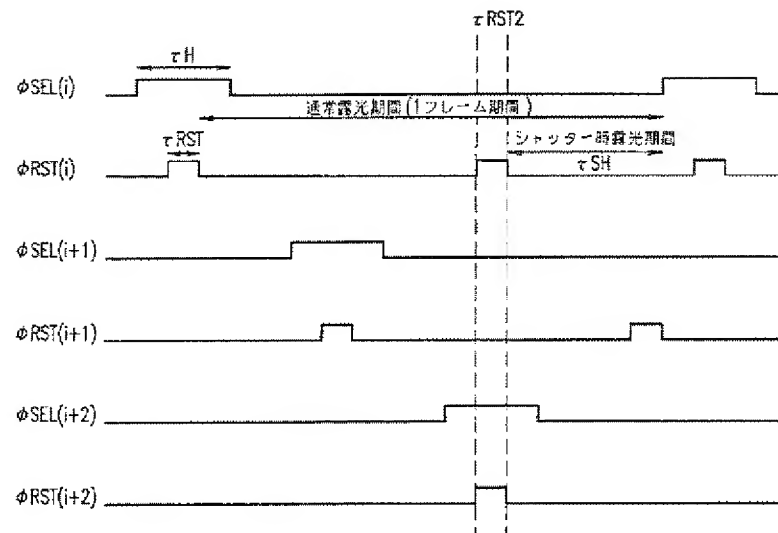 τRST2
τH
φSEL(i)
通常露光期間(1フレーム期間)
τRST
シャッター時露光期間
φRST(i)
τSH
φSEL(i+1)
φRST(i+1)
φSEL(i+2)
φRST(i+2)